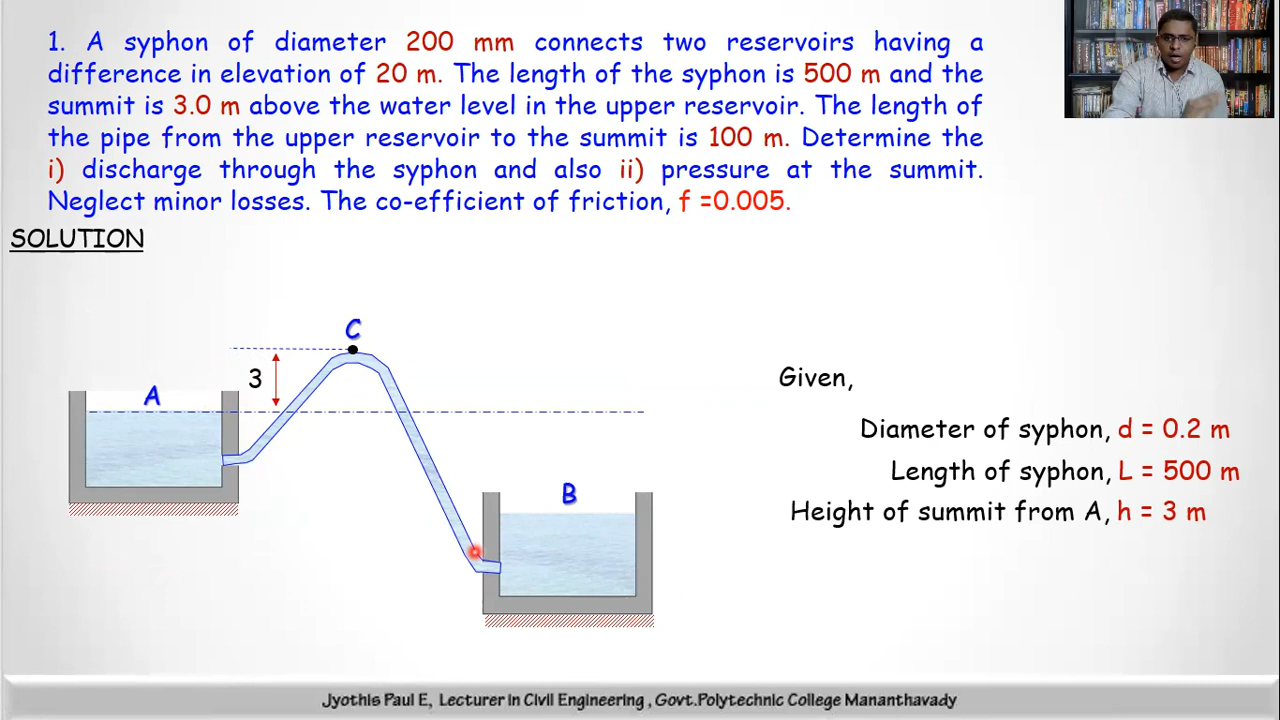 1. A syphon of diameter 200 mm connects two reservoirs having a
difference in elevation of 20 m. The length of the syphon is 500 m and the
summit is 3.0 m above the water level in the upper reservoir. The length of
the pipe from the upper reservoir to the summit is 100 m. Determine the
i) discharge through the syphon and also ii) pressure at the summit.
Neglect minor losses. The co-efficient of friction, f =0.005.
SOLUTION
C
3
A
B
Given,
Diameter of syphon, d = 0.2 m
Length of syphon, L = 500 m
Height of summit from A, h = 3 m
Jyothis Paul E, Lecturer in Civil Engineering , Govt.Polytechnic College Mananthavady